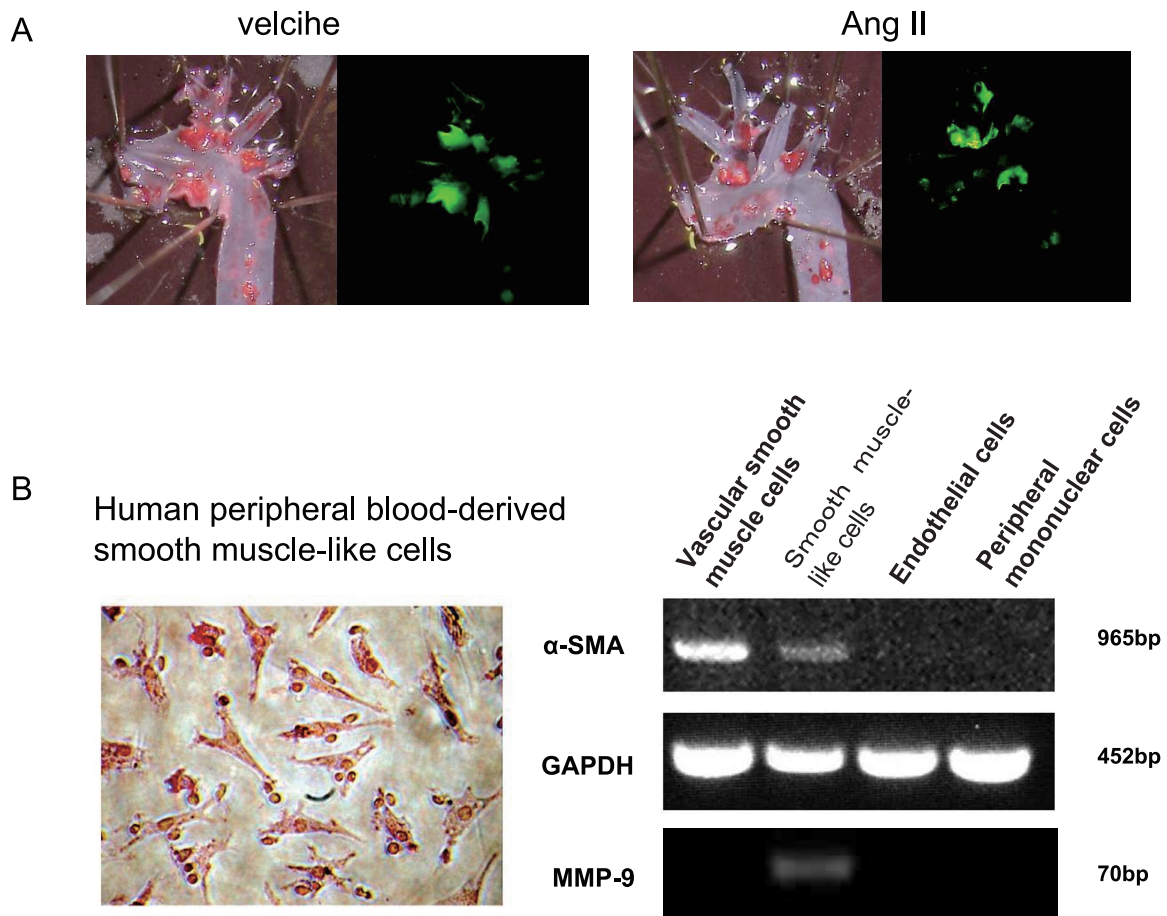 A
velcihe
Ang II
B
Human peripheral blood-derived
smooth muscle-like cells
Vascular smooth
muscle cells
Smooth muscle-
like cells
Endothelial cells
Peripheral
mononuclear cells
α-SMA
965bp
GAPDH
452bp
MMP-9
70bp